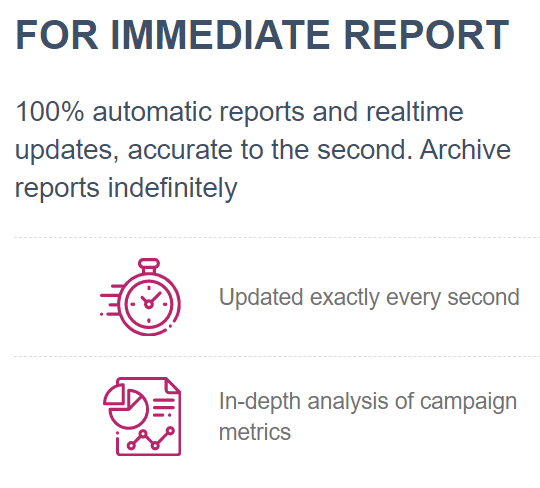 FOR IMMEDIATE REPORT
100% automatic reports and realtime
updates, accurate to the second. Archive
reports indefinitely
Updated exactly every second
In-depth analysis of campaign
metrics